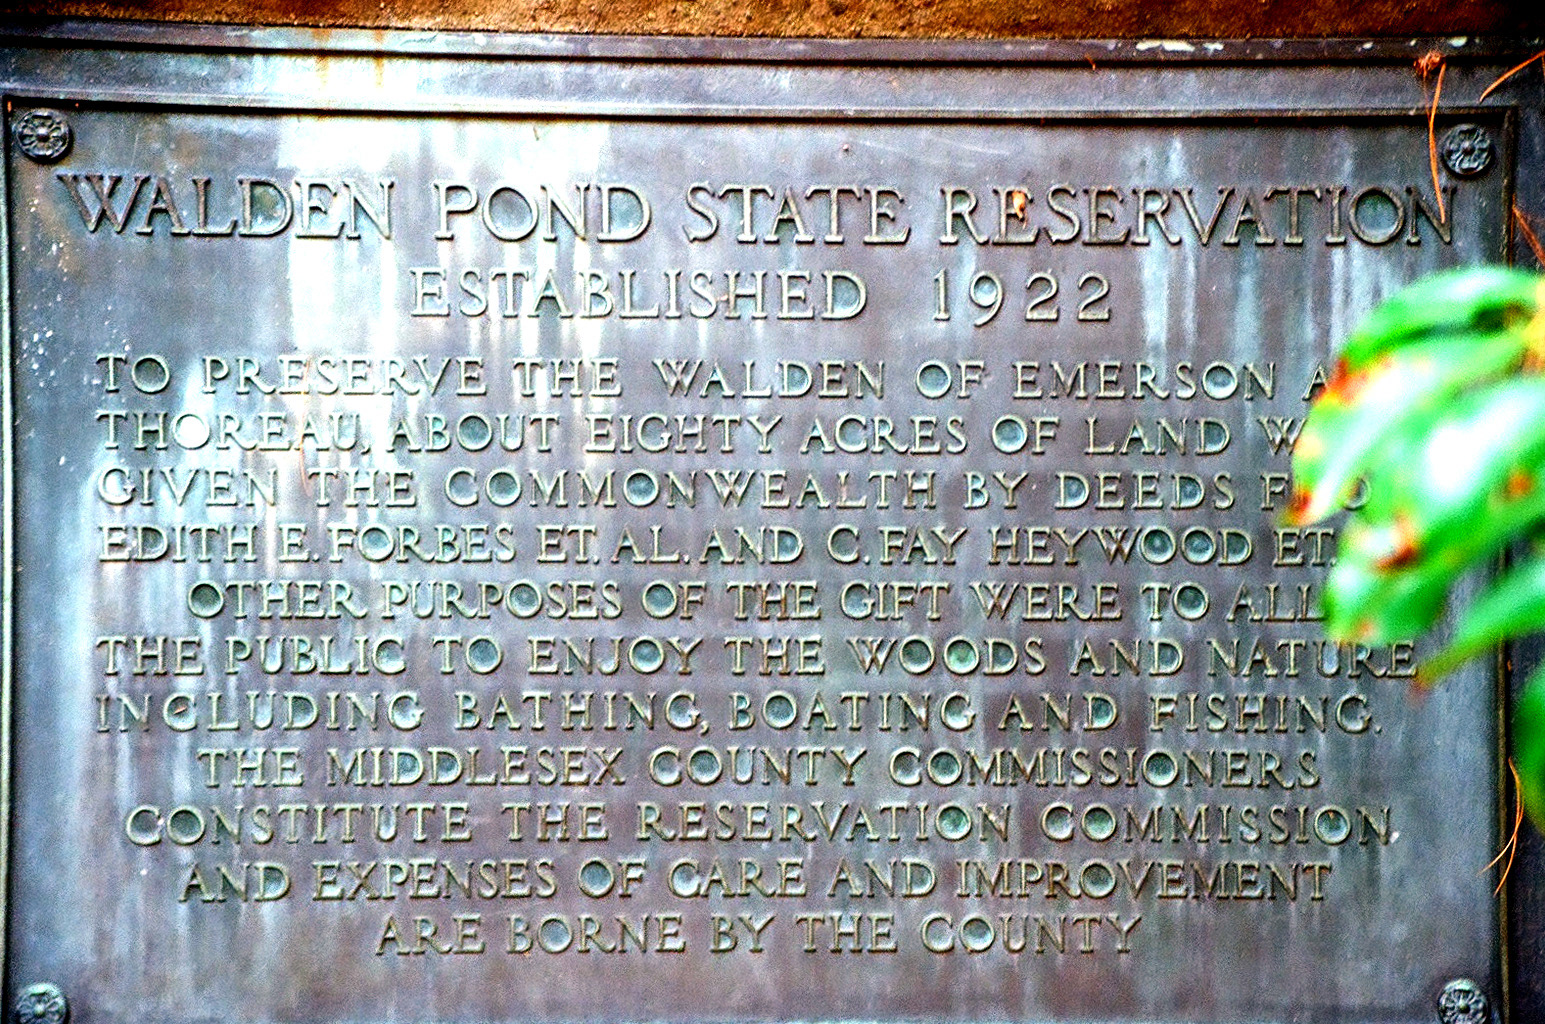 WALDEN POND STATE RESERVATION
ESTABLISHED 1922
TO PRESERVE THE WALDEN OF EMERSON
THOREAU, ABOUT EIGHTY ACRES OF LAND
GIVEN THE COMMONWEALTH BY DEEDS
EDITH E. FORBES ET. AL. AND C. FAY HEYWOOD ET.
OTHER PURPOSES OF THE GIFT WERE TO
THE PUBLIC TO ENJOY THE WOODS AND NATURE
INCLUDING BATHING, BOATING AND FISHING.
THE MIDDLESEX COUNTY COMMISSIONERS
CONSTITUTE THE RESERVATION COMMISSION
AND EXPENSES OF CARE AND IMPROVEMENT
ARE BORNE BY THE COUNTY